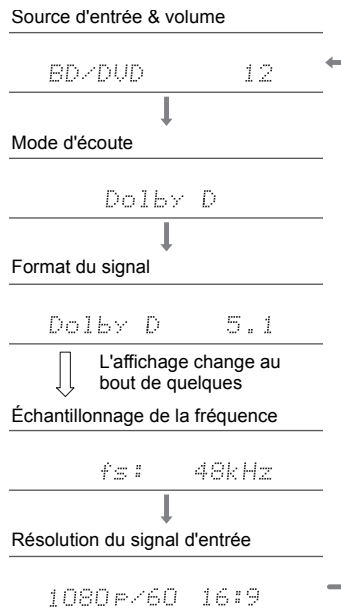 Source d'entrée & volume
BD/DVD 12
Mode d'écoute
Dolby D
Format du signal
Dolby D 5.1
L'affichage change au
bout de quelques
Échantillonnage de la fréquence
fs: 48kHz
Résolution du signal d'entrée
1080p/60 16:9